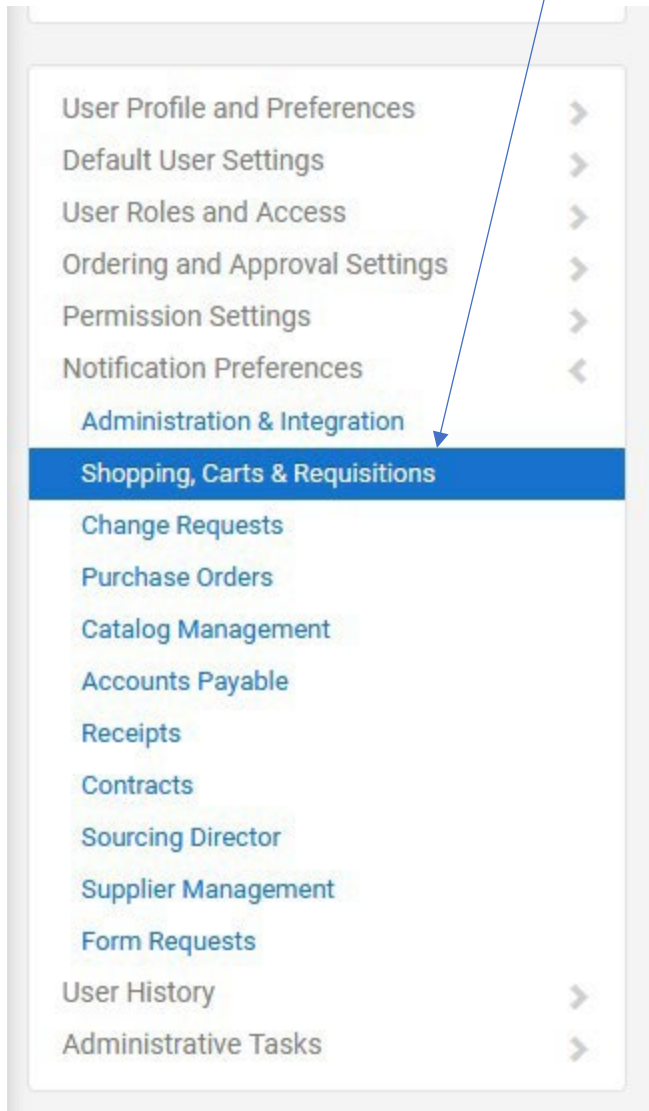 User Profile and Preferences
Default User Settings
User Roles and Access
Ordering and Approval Settings
Permission Settings
Notification Preferences
Administration & Integration
Shopping, Carts & Requisitions
Change Requests
Purchase Orders
Catalog Management
Accounts Payable
Receipts
Contracts
Sourcing Director
Supplier Management
Form Requests
User History
Administrative Tasks